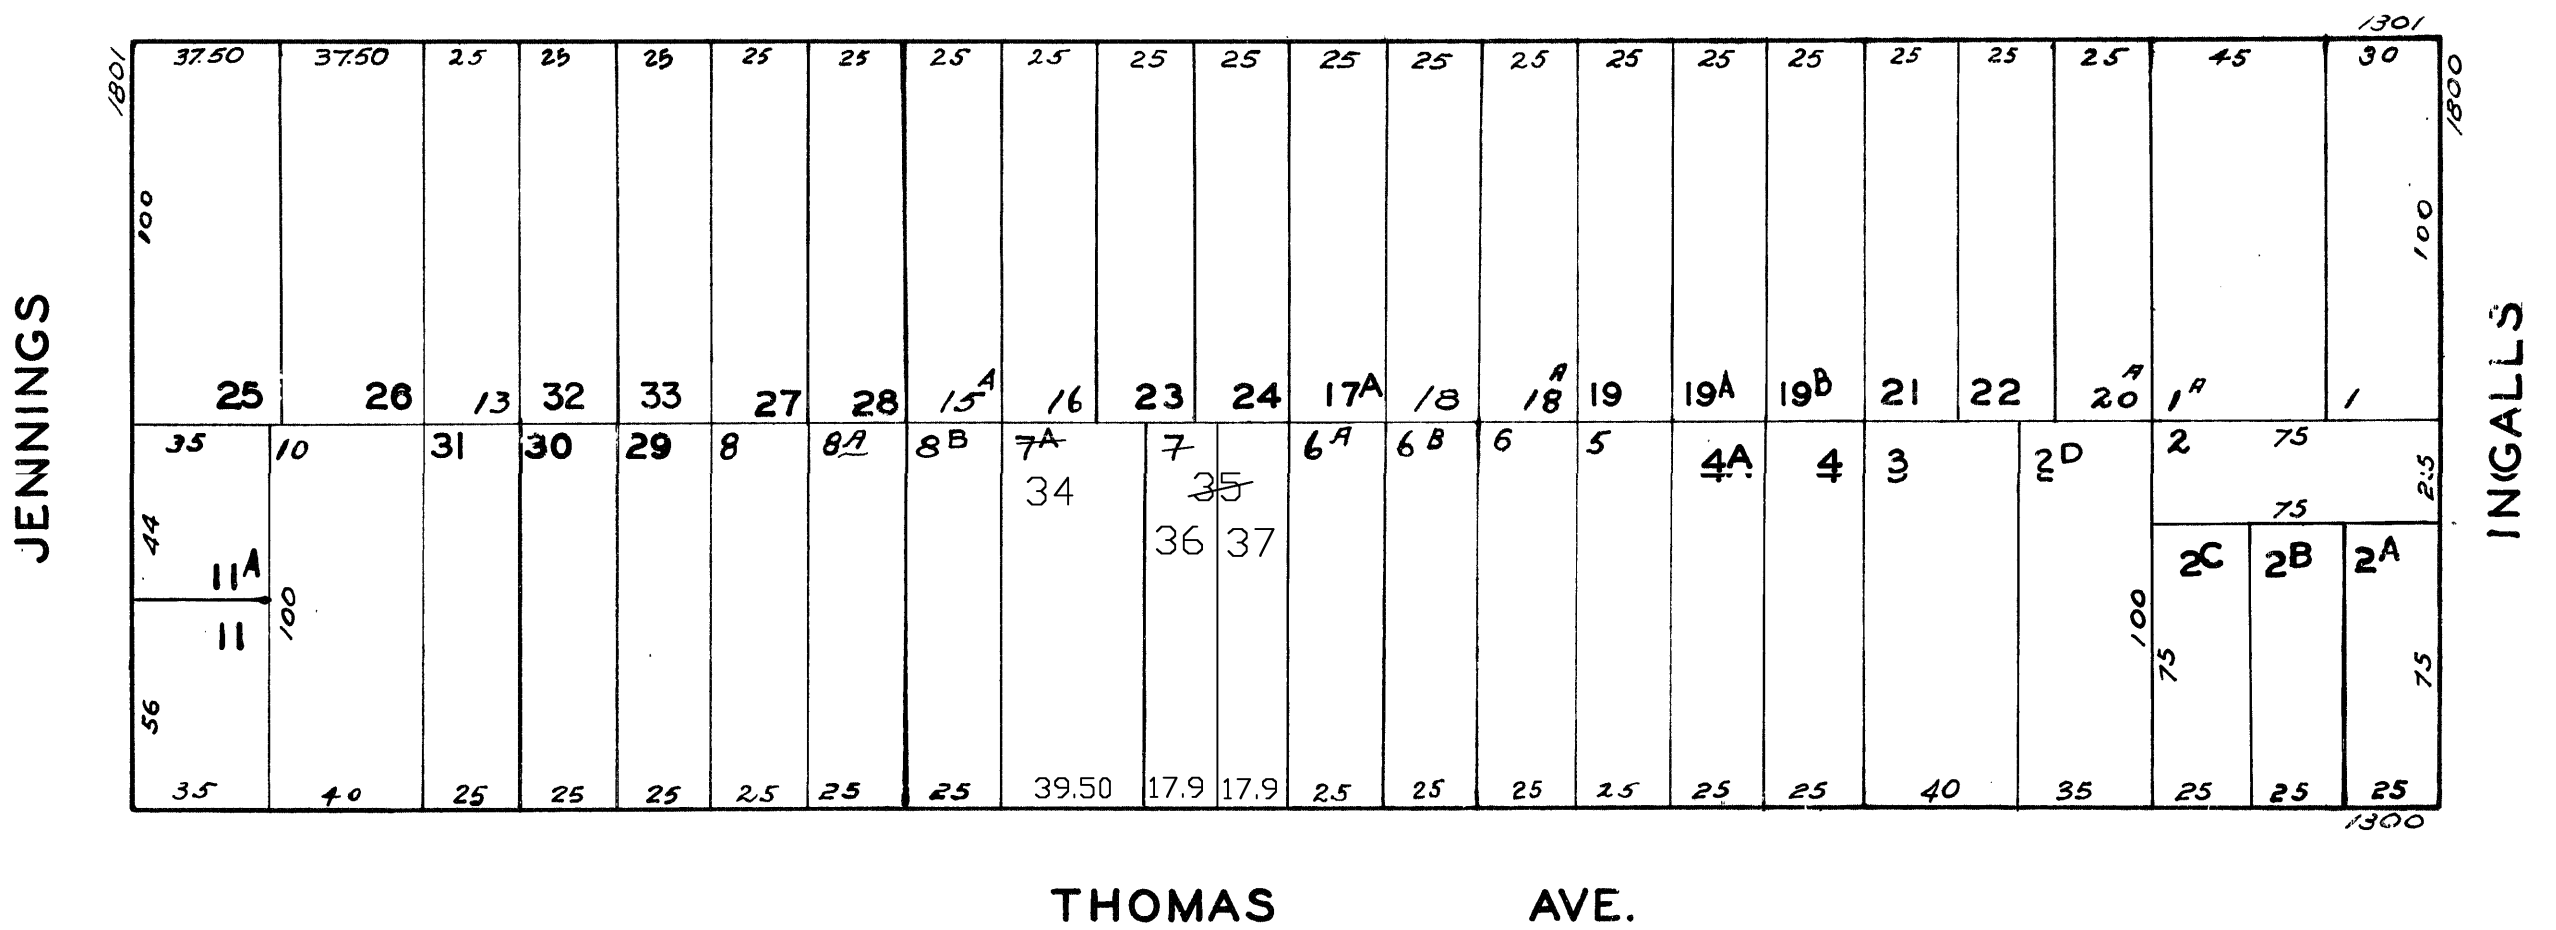 1301
1801 37.50 37.50 25 25 25 25 25 25 25 25 25 25 25 25 25 25 25 25 25 25 45 30 1800
100 100
25 26 13 32 33 27 28 15A 16 23 24 17A 18 18A 19 19A 19B 21 22 20A 1A 1
35 10 31 30 29 8 8A 8B 7A 7 6A 6B 6 5 4A 4 3 2D 2 75
34 35 25
36 37 75
44
11A 2C 2B 2A
100 100
11
75 75
56
35 40 25 25 25 25 25 25 39.50 17.9 17.9 25 25 25 25 25 25 40 35 25 25 25
1300
JENNINGS
INGALLS
THOMAS AVE.